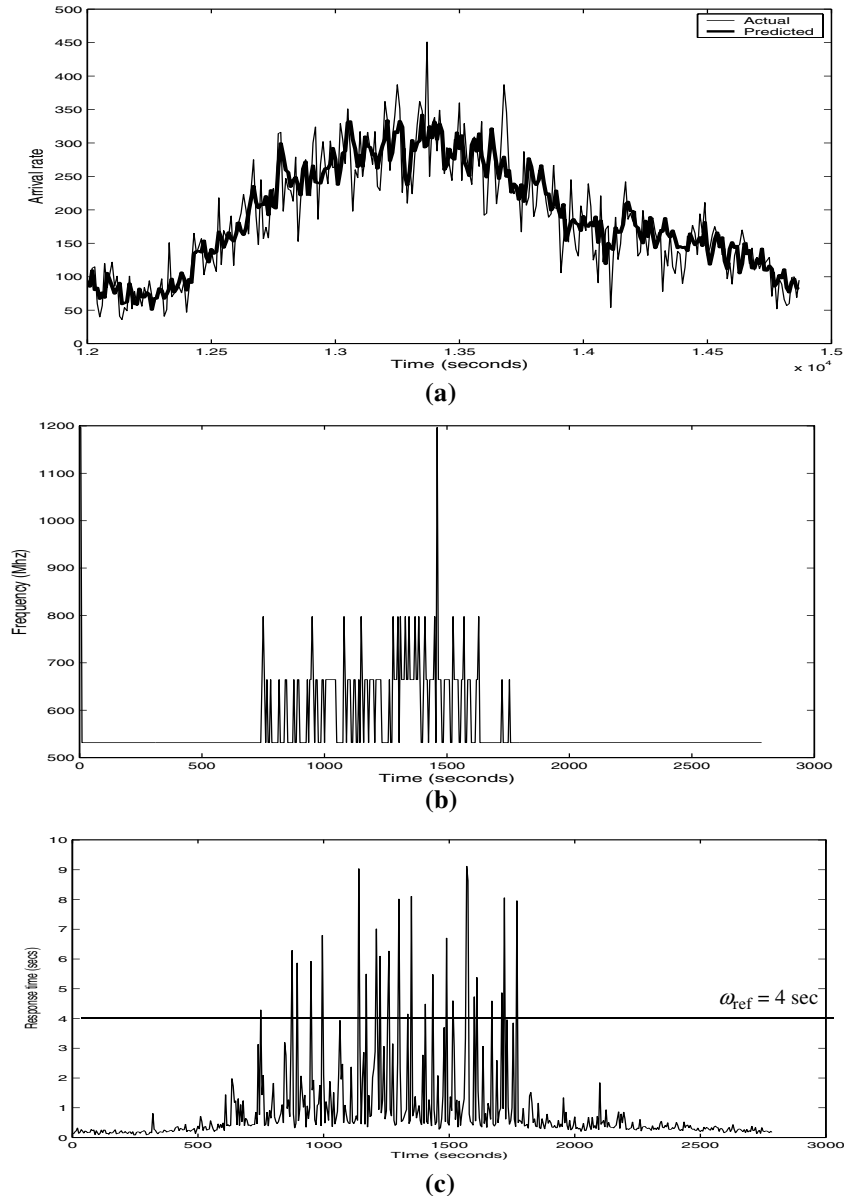 500
450
400
350
300
250
200
150
100
50
0
Arrival rate
Actual
Predicted
1.2 1.25 1.3 1.35 1.4 1.45 1.5
Time (seconds)
x 10^4
(a)
1200
1100
1000
900
800
700
600
500
Frequency (Mhz)
0 500 1000 1500 2000 2500 3000
Time (seconds)
(b)
10
9
8
7
6
5
4
3
2
1
0
Response time (secs)
ω_ref = 4 sec
0 500 1000 1500 2000 2500 3000
TIme (seconds)
(c)